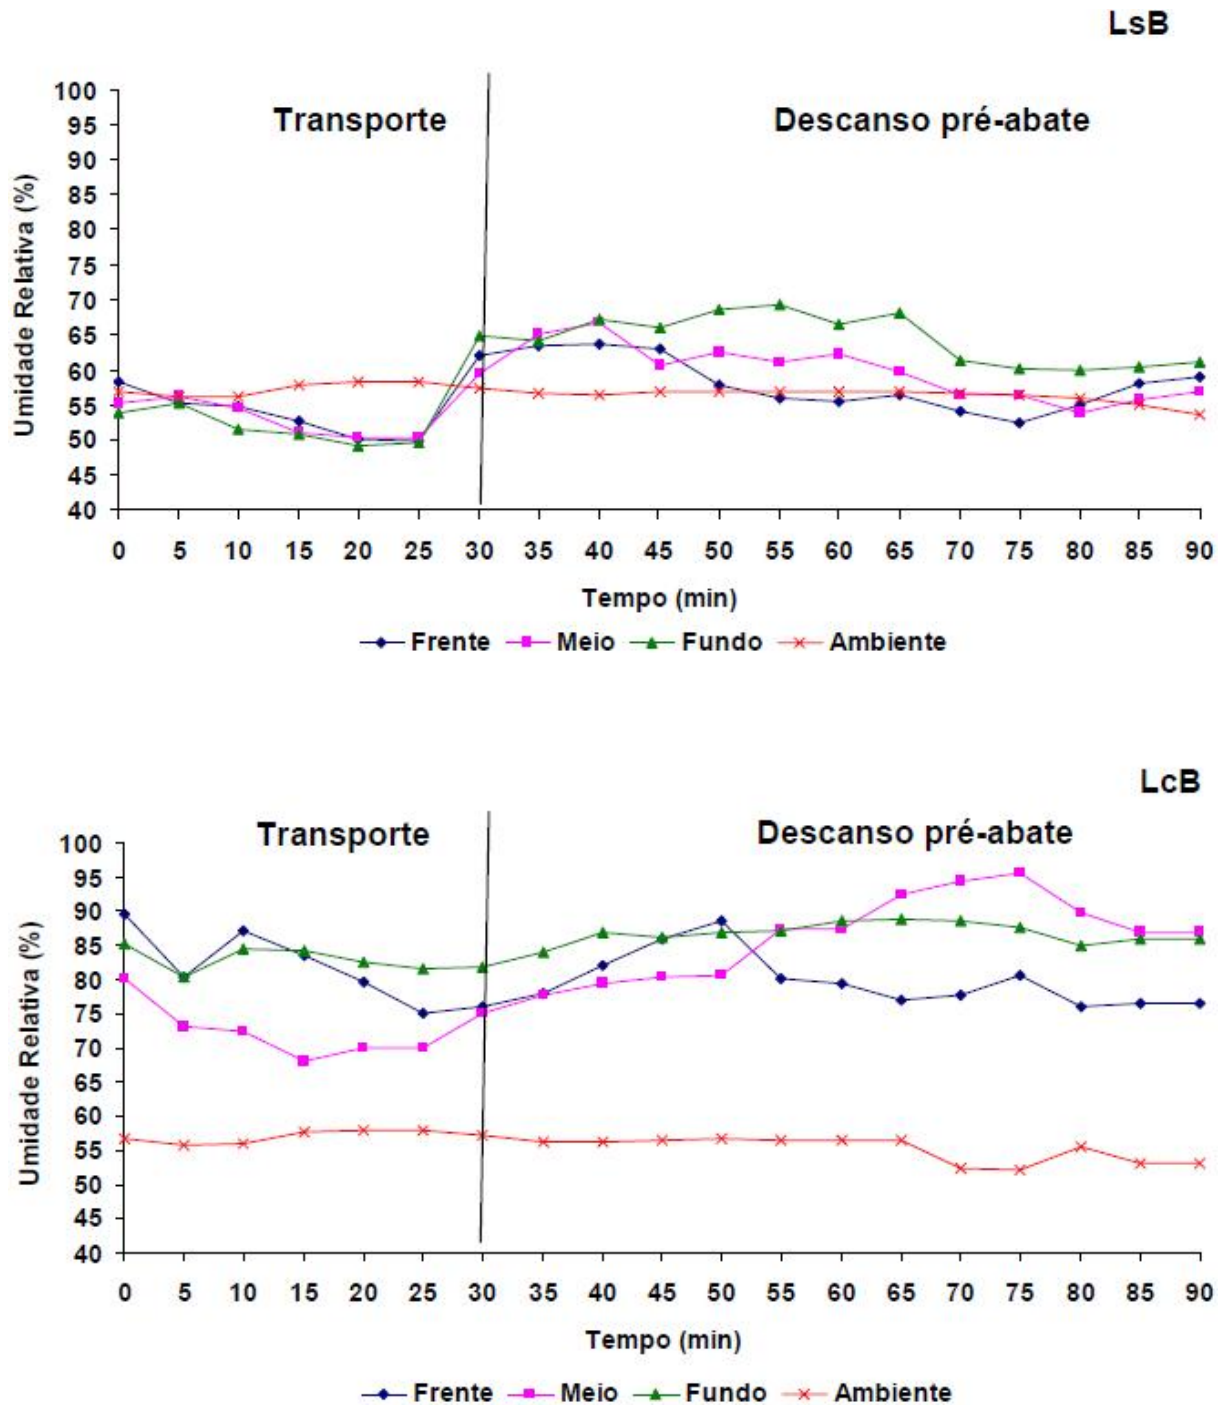 LsB
Transporte
Descanso pré-abate
Umidade Relativa (%)
100
95
90
85
80
75
70
65
60
55
50
45
40
0 5 10 15 20 25 30 35 40 45 50 55 60 65 70 75 80 85 90
Tempo (min)
Frente Meio Fundo Ambiente
LcB
Transporte
Descanso pré-abate
Umidade Relativa (%)
100
95
90
85
80
75
70
65
60
55
50
45
40
0 5 10 15 20 25 30 35 40 45 50 55 60 65 70 75 80 85 90
Tempo (min)
Frente Meio Fundo Ambiente